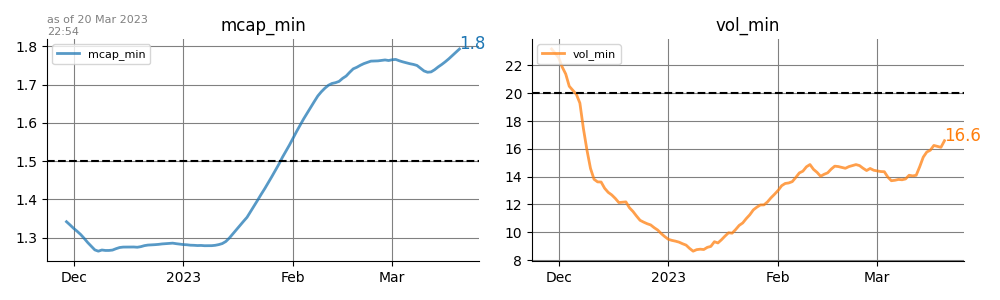 as of 20 Mar 2023
22:54
mcap_min
mcap_min
1.8
1.8
1.7
1.6
1.5
1.4
1.3
Dec
2023
Feb
Mar
vol_min
vol_min
22
20
18
16
14
12
10
8
16.6
Dec
2023
Feb
Mar